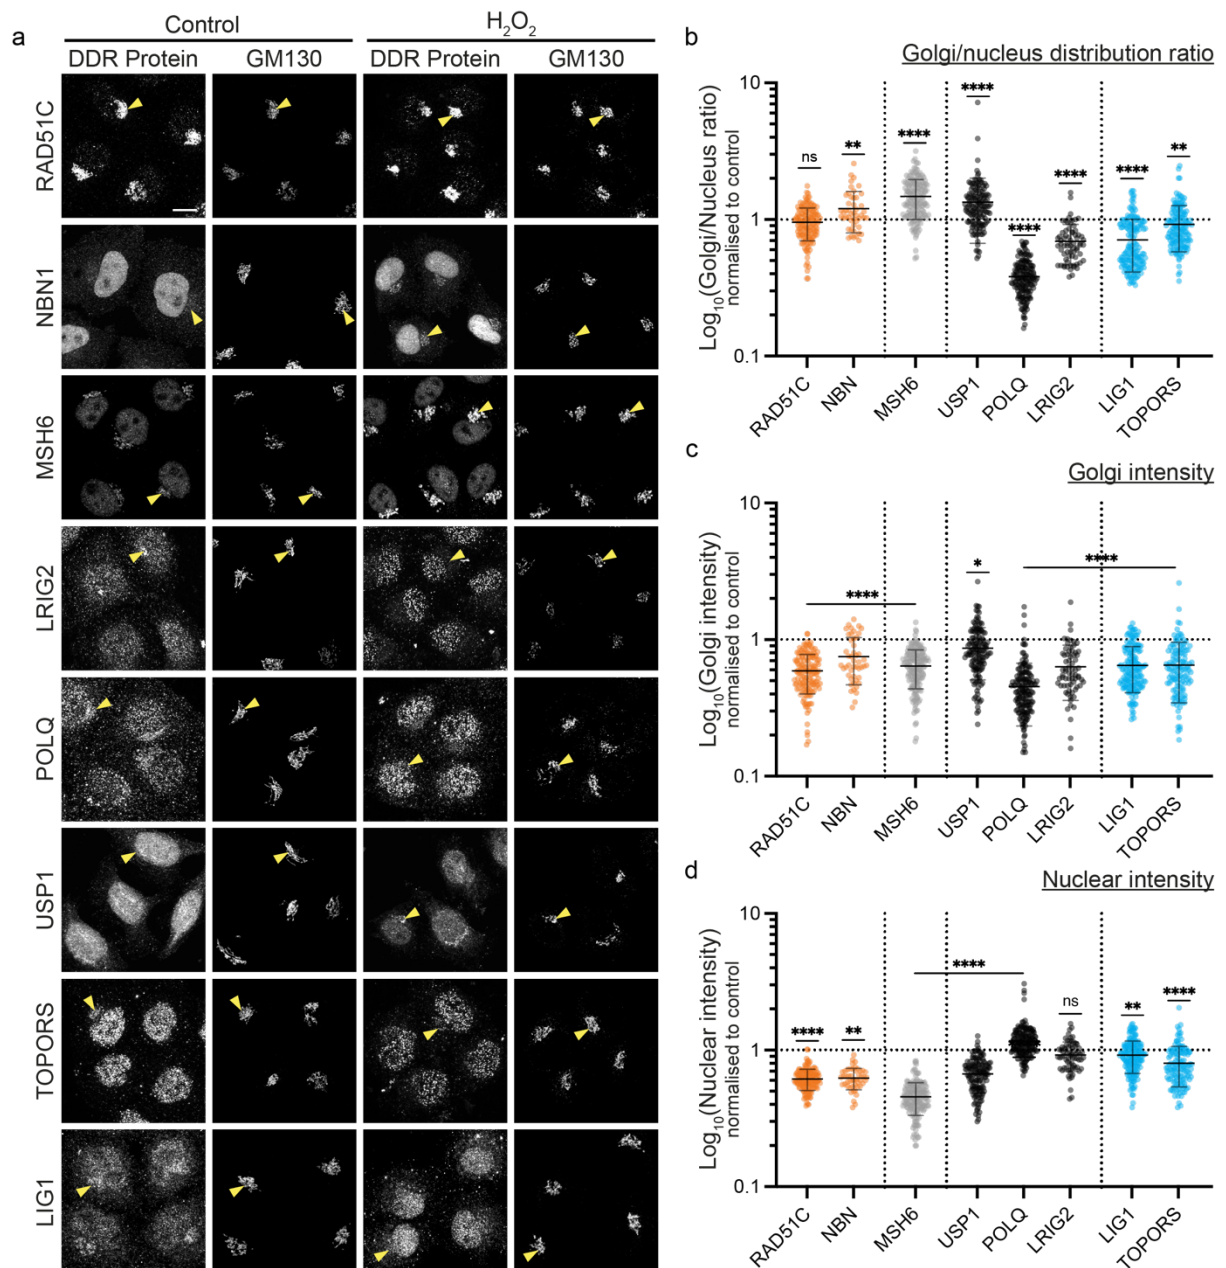 a
Control
H₂O₂
DDR Protein
GM130
DDR Protein
GM130
RAD51C
NBN1
MSH6
LRIG2
POLQ
USP1
TOPORS
LIG1
b
Golgi/nucleus distribution ratio
Log₁₀(Golgi/Nucleus ratio)
normalised to control
10
1
0.1
ns
**
****
****
****
****
****
**
RAD51C
NBN
MSH6
USP1
POLQ
LRIG2
LIG1
TOPORS
c
Golgi intensity
Log₁₀(Golgi intensity)
normalised to control
10
1
0.1
****
*
****
RAD51C
NBN
MSH6
USP1
POLQ
LRIG2
LIG1
TOPORS
d
Nuclear intensity
Log₁₀(Nuclear intensity)
normalised to control
10
1
0.1
****
**
****
ns
**
****
RAD51C
NBN
MSH6
USP1
POLQ
LRIG2
LIG1
TOPORS